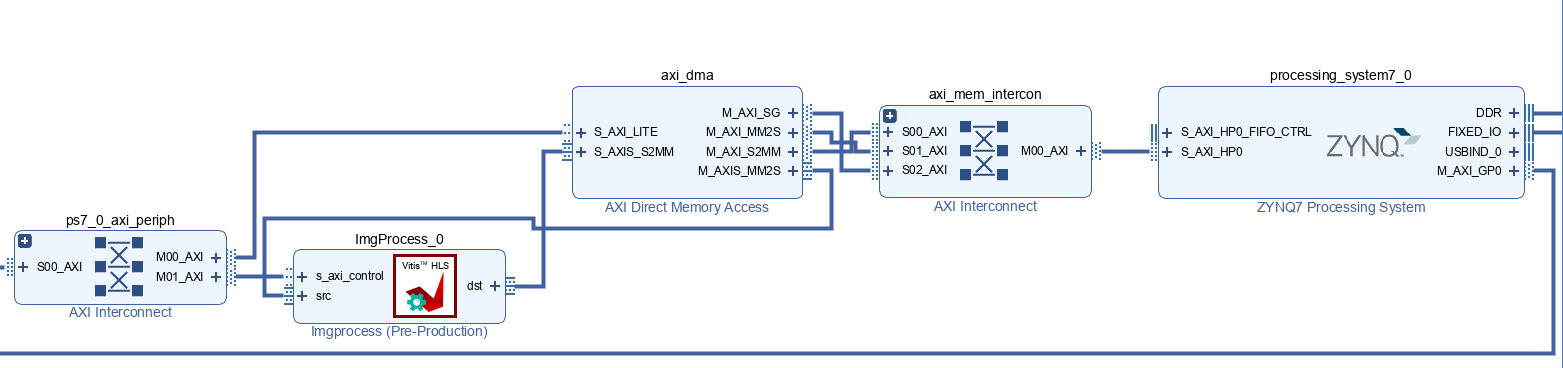 axi_dma
M_AXI_SG
S_AXI_LITE
M_AXI_MM2S
S_AXIS_S2MM
M_AXI_S2MM
M_AXIS_MM2S
AXI Direct Memory Access
axi_mem_intercon
S00_AXI
S01_AXI
M00_AXI
S02_AXI
AXI Interconnect
processing_system7_0
DDR
S_AXI_HP0_FIFO_CTRL
FIXED_IO
S_AXI_HP0
ZYNQ
USBIND_0
M_AXI_GP0
ZYNQ7 Processing System
ps7_0_axi_periph
S00_AXI
M00_AXI
M01_AXI
AXI Interconnect
ImgProcess_0
s_axi_control
src
Vitis™ HLS
dst
Imgprocess (Pre-Production)